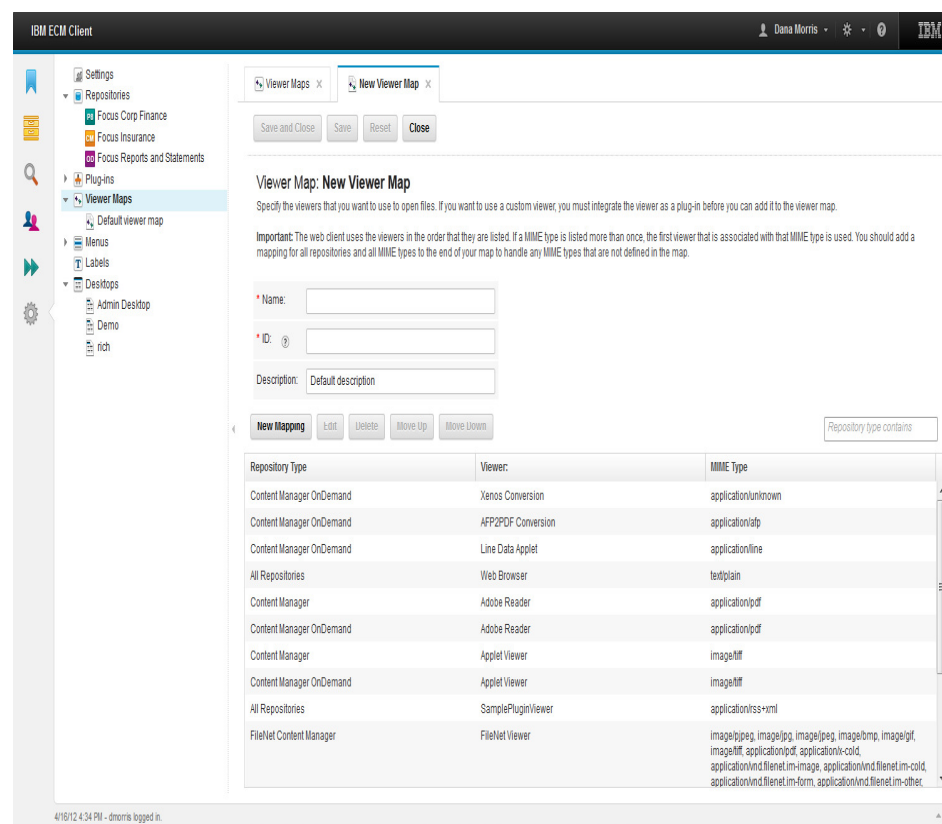 IBM ECM Client
Dana Morris
IBM
Settings
Repositories
P8 Focus Corp Finance
CM Focus Insurance
OD Focus Reports and Statements
Plug-ins
Viewer Maps
Default viewer map
Menus
T Labels
Desktops
Admin Desktop
Demo
rich
Viewer Maps X
New Viewer Map X
Save and Close Save Reset Close
Viewer Map: New Viewer Map
Specify the viewers that you want to use to open files. If you want to use a custom viewer, you must integrate the viewer as a plug-in before you can add it to the viewer map.
Important: The web client uses the viewers in the order that they are listed. If a MIME type is listed more than once, the first viewer that is associated with that MIME type is used. You should add a
mapping for all repositories and all MIME types to the end of your map to handle any MIME types that are not defined in the map.
* Name:
* ID: ?
Description: Default description
New Mapping Edit Delete Move Up Move Down Repository type contains
Repository Type Viewer: MIME Type
Content Manager OnDemand Xenos Conversion application/unknown
Content Manager OnDemand AFP2PDF Conversion application/afp
Content Manager OnDemand Line Data Applet application/line
All Repositories Web Browser text/plain
Content Manager Adobe Reader application/pdf
Content Manager OnDemand Adobe Reader application/pdf
Content Manager Applet Viewer image/tiff
Content Manager OnDemand Applet Viewer image/tiff
All Repositories SamplePluginViewer application/rss+xml
FileNet Content Manager FileNet Viewer image/pjpeg, image/jpg, image/jpeg, image/bmp, image/gif,
image/tiff, application/pdf, application/x-cold,
application/vnd.filenet.im-image, application/vnd.filenet.im-cold,
application/vnd.filenet.im-form, application/vnd.filenet.im-other,
4/16/12 4:34 PM - dmorris logged in.